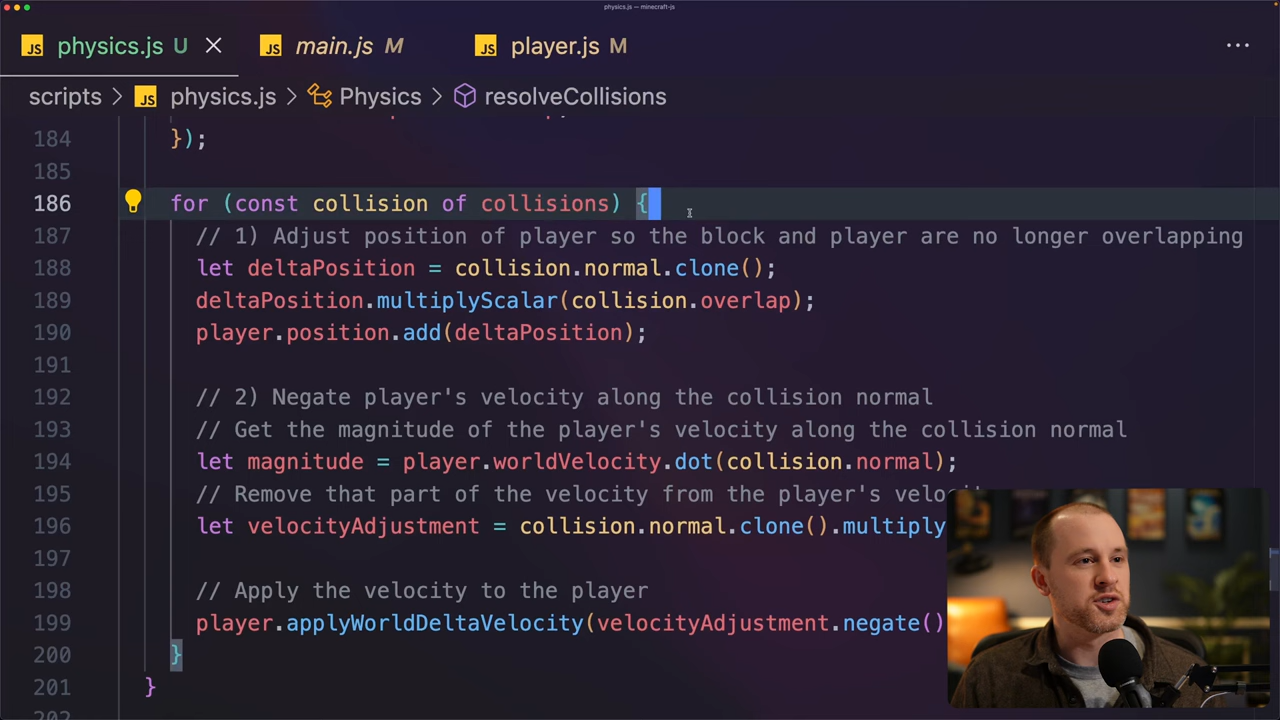 physics.js — minecraft-js
JS physics.js U JS main.js M JS player.js M
scripts JS physics.js Physics resolveCollisions
184 });
185
186 for (const collision of collisions) {
187 // 1) Adjust position of player so the block and player are no longer overlapping
188 let deltaPosition = collision.normal.clone();
189 deltaPosition.multiplyScalar(collision.overlap);
190 player.position.add(deltaPosition);
191
192 // 2) Negate player's velocity along the collision normal
193 // Get the magnitude of the player's velocity along the collision normal
194 let magnitude = player.worldVelocity.dot(collision.normal);
195 // Remove that part of the velocity from the player's
196 let velocityAdjustment = collision.normal.clone().multiply
197
198 // Apply the velocity to the player
199 player.applyWorldDeltaVelocity(velocityAdjustment.negate()
200 }
201 }